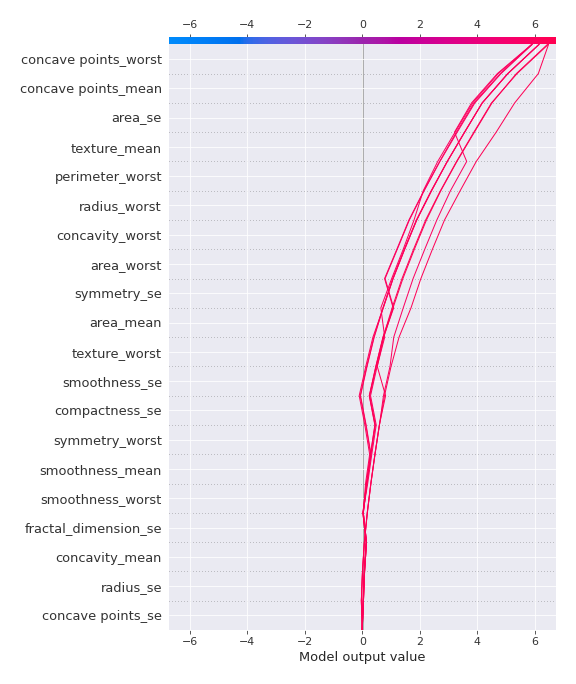 −6 −4 −2 0 2 4 6
concave points_worst
concave points_mean
area_se
texture_mean
perimeter_worst
radius_worst
concavity_worst
area_worst
symmetry_se
area_mean
texture_worst
smoothness_se
compactness_se
symmetry_worst
smoothness_mean
smoothness_worst
fractal_dimension_se
concavity_mean
radius_se
concave points_se
−6 −4 −2 0 2 4 6
Model output value